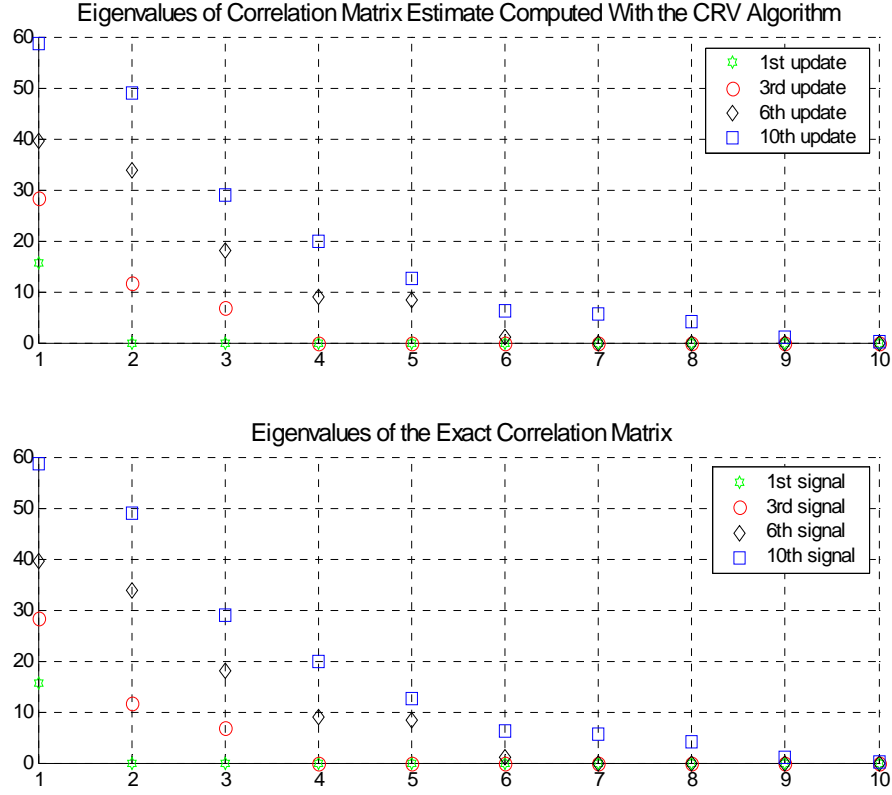 Eigenvalues of Correlation Matrix Estimate Computed With the CRV Algorithm
60
50
40
30
20
10
0
1 2 3 4 5 6 7 8 9 10
1st update
3rd update
6th update
10th update
Eigenvalues of the Exact Correlation Matrix
60
50
40
30
20
10
0
1 2 3 4 5 6 7 8 9 10
1st signal
3rd signal
6th signal
10th signal